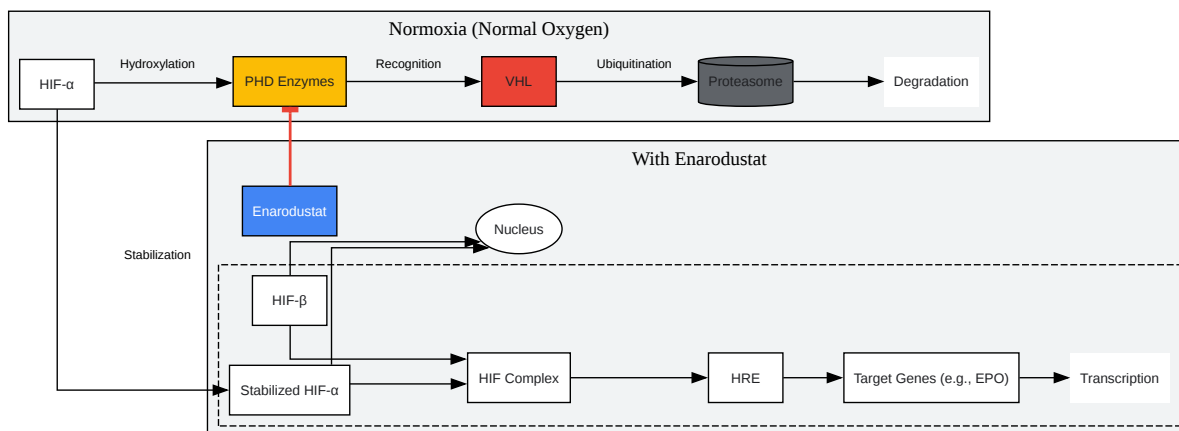 Normoxia (Normal Oxygen)
HIF-α
Hydroxylation
PHD Enzymes
Recognition
VHL
Ubiquitination
Proteasome
Degradation
With Enarodustat
Enarodustat
Nucleus
Stabilization
HIF-β
Stabilized HIF-α
HIF Complex
HRE
Target Genes (e.g., EPO)
Transcription